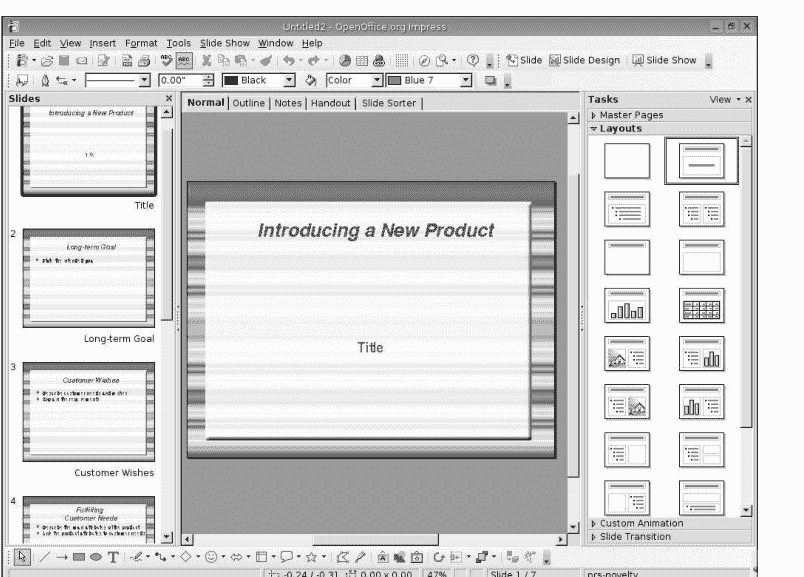 Untitled2 - OpenOffice.org Impress
File Edit View Insert Format Tools Slide Show Window Help
Slide Slide Design Slide Show
0.00" Black Color Blue 7
Slides
Introducing a New Product
Title
Title
2
Long-term Goal
Long-term Goal
3
Customer Wishes
Customer Wishes
4
Fulfilling
Customer Needs
Normal Outline Notes Handout Slide Sorter
Introducing a New Product
Title
Tasks View
Master Pages
Layouts
Custom Animation
Slide Transition
-0.24 / -0.31 0.00 x 0.00 47% Slide 1 / 7 prs-novelty